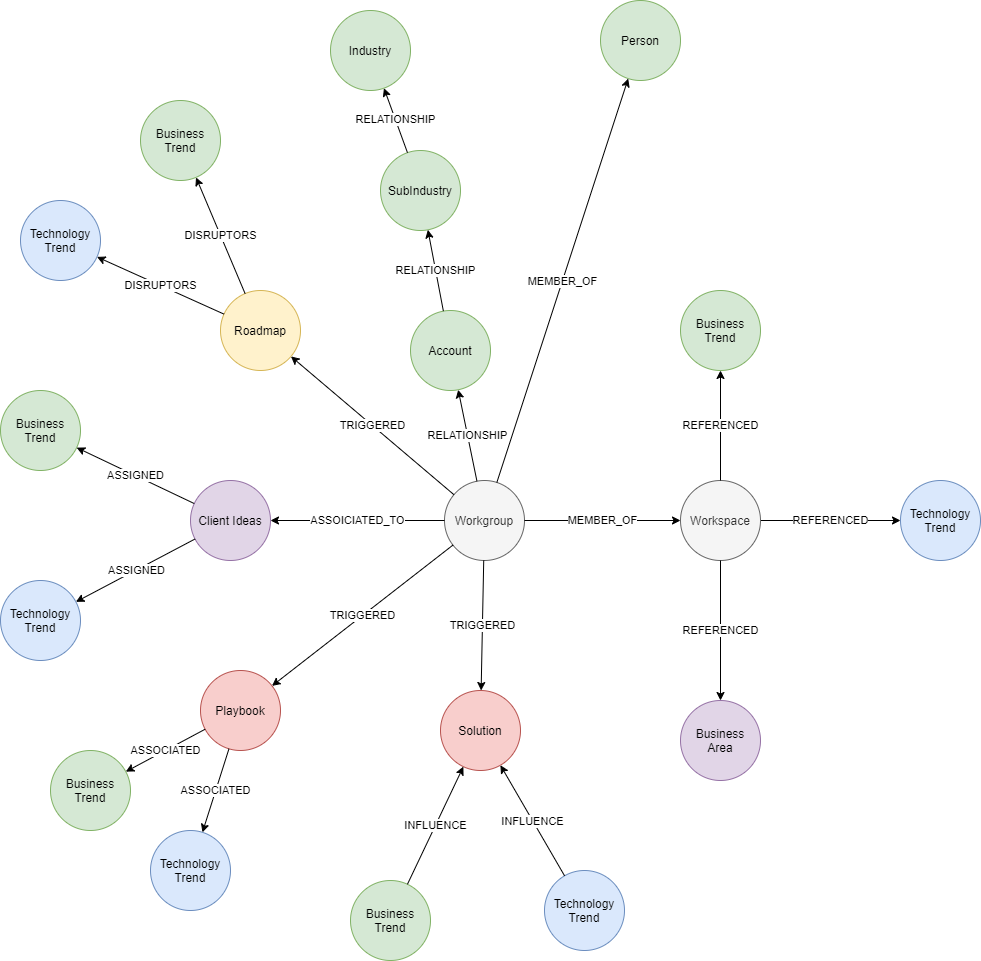 Person
Industry
RELATIONSHIP
Business
Trend
SubIndustry
Technology
Trend
DISRUPTORS
DISRUPTORS
RELATIONSHIP
MEMBER_OF
Roadmap
Account
Business
Trend
TRIGGERED
RELATIONSHIP
REFERENCED
Business
Trend
ASSIGNED
Client Ideas
ASSOICIATED_TO
Workgroup
MEMBER_OF
Workspace
REFERENCED
Technology
Trend
ASSIGNED
Technology
Trend
TRIGGERED
TRIGGERED
REFERENCED
Playbook
Solution
Business
Area
ASSOCIATED
Business
Trend
ASSOCIATED
INFLUENCE
INFLUENCE
Technology
Trend
Business
Trend
Technology
Trend